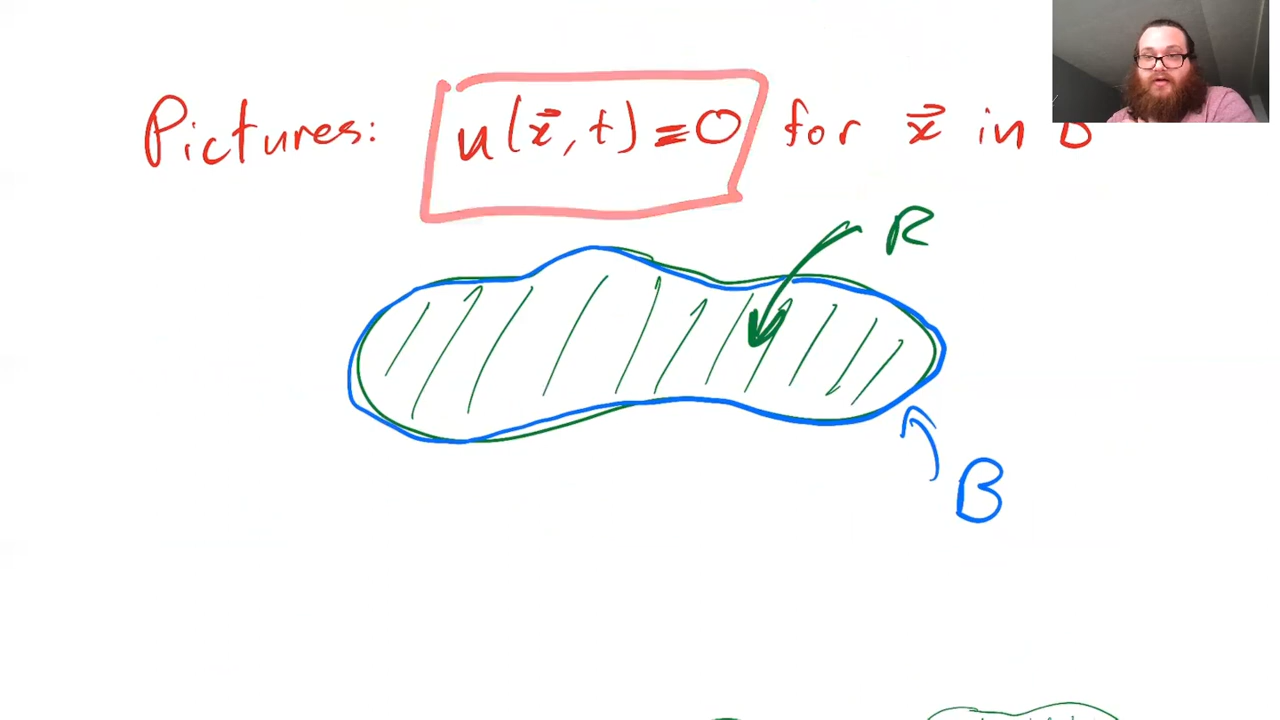 Pictures: u(x⃗, t) = 0 for x⃗ in B
R
B